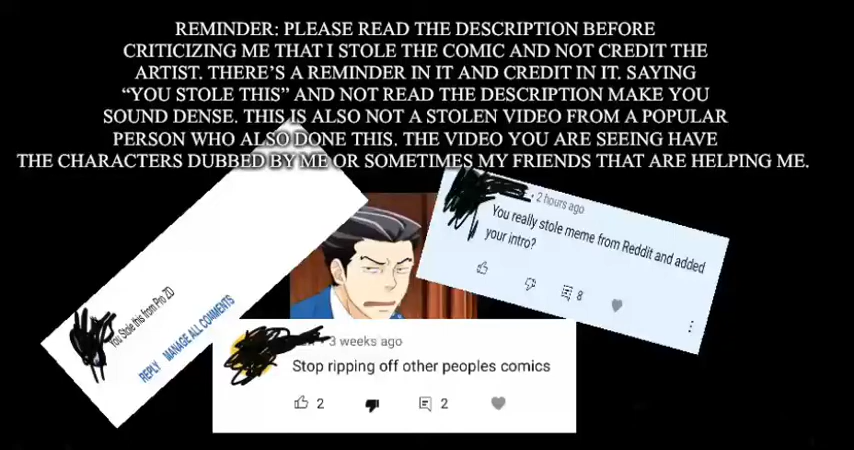 REMINDER: PLEASE READ THE DESCRIPTION BEFORE
CRITICIZING ME THAT I STOLE THE COMIC AND NOT CREDIT THE
ARTIST. THERE'S A REMINDER IN IT AND CREDIT IN IT. SAYING
“YOU STOLE THIS” AND NOT READ THE DESCRIPTION MAKE YOU
SOUND DENSE. THIS IS ALSO NOT A STOLEN VIDEO FROM A POPULAR
PERSON WHO ALSO DONE THIS. THE VIDEO YOU ARE SEEING HAVE
THE CHARACTERS DUBBED BY ME OR SOMETIMES MY FRIENDS THAT ARE HELPING ME.
2 hours ago
You really stole meme from Reddit and added
your intro?
8
You Stole this from Pro ZD
REPLY MANAGE ALL COMMENTS
3 weeks ago
Stop ripping off other peoples comics
2 2